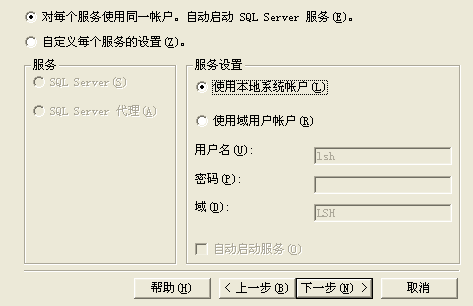 对每个服务使用同一帐户。自动启动 SQL Server 服务(E)。
自定义每个服务的设置(Z)。
服务
SQL Server(S)
SQL Server 代理(A)
服务设置
使用本地系统帐户(L)
使用域用户帐户(R)
用户名(U):
lsh
密码(P):
域(D):
LSH
自动启动服务(O)
帮助(H)
< 上一步(B)
下一步(N) >
取消